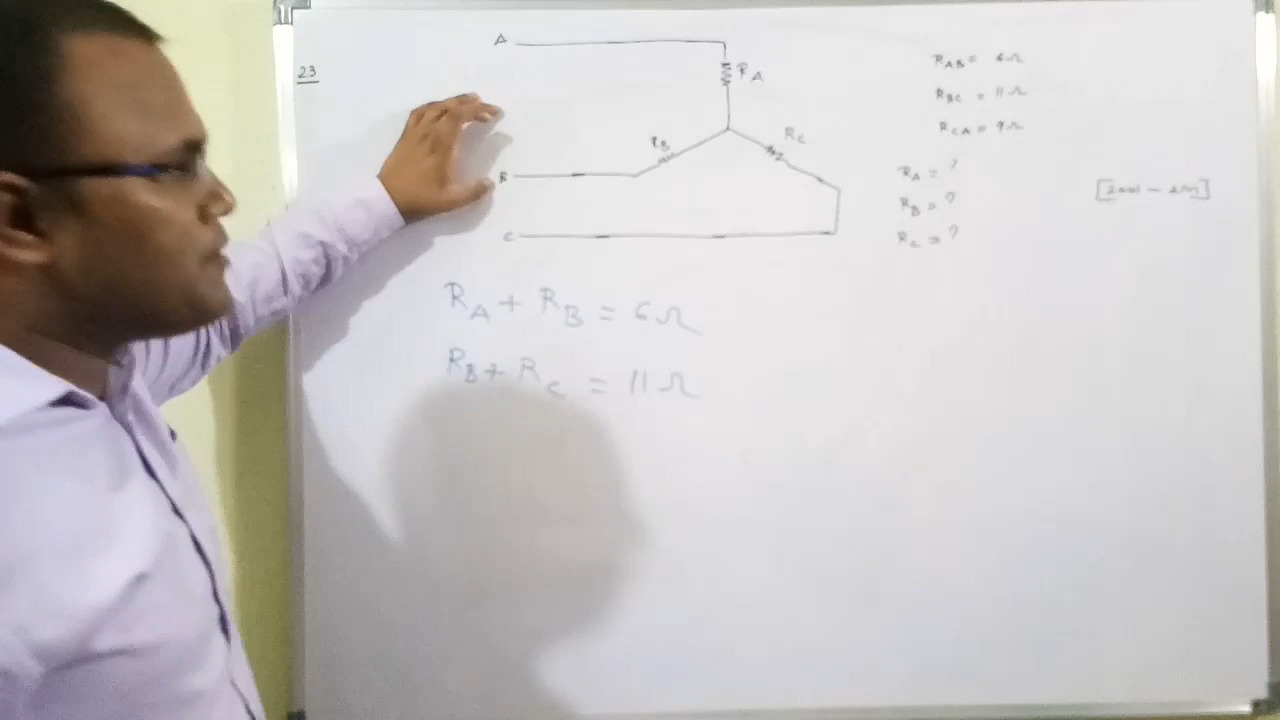 23
A
R_A
R_B
R_C
B
C
R_AB = 6Ω
R_BC = 11Ω
R_CA = 9Ω
R_A = ?
R_B = ?
R_C = ?
R_A + R_B = 6Ω
R_B + R_C = 11Ω